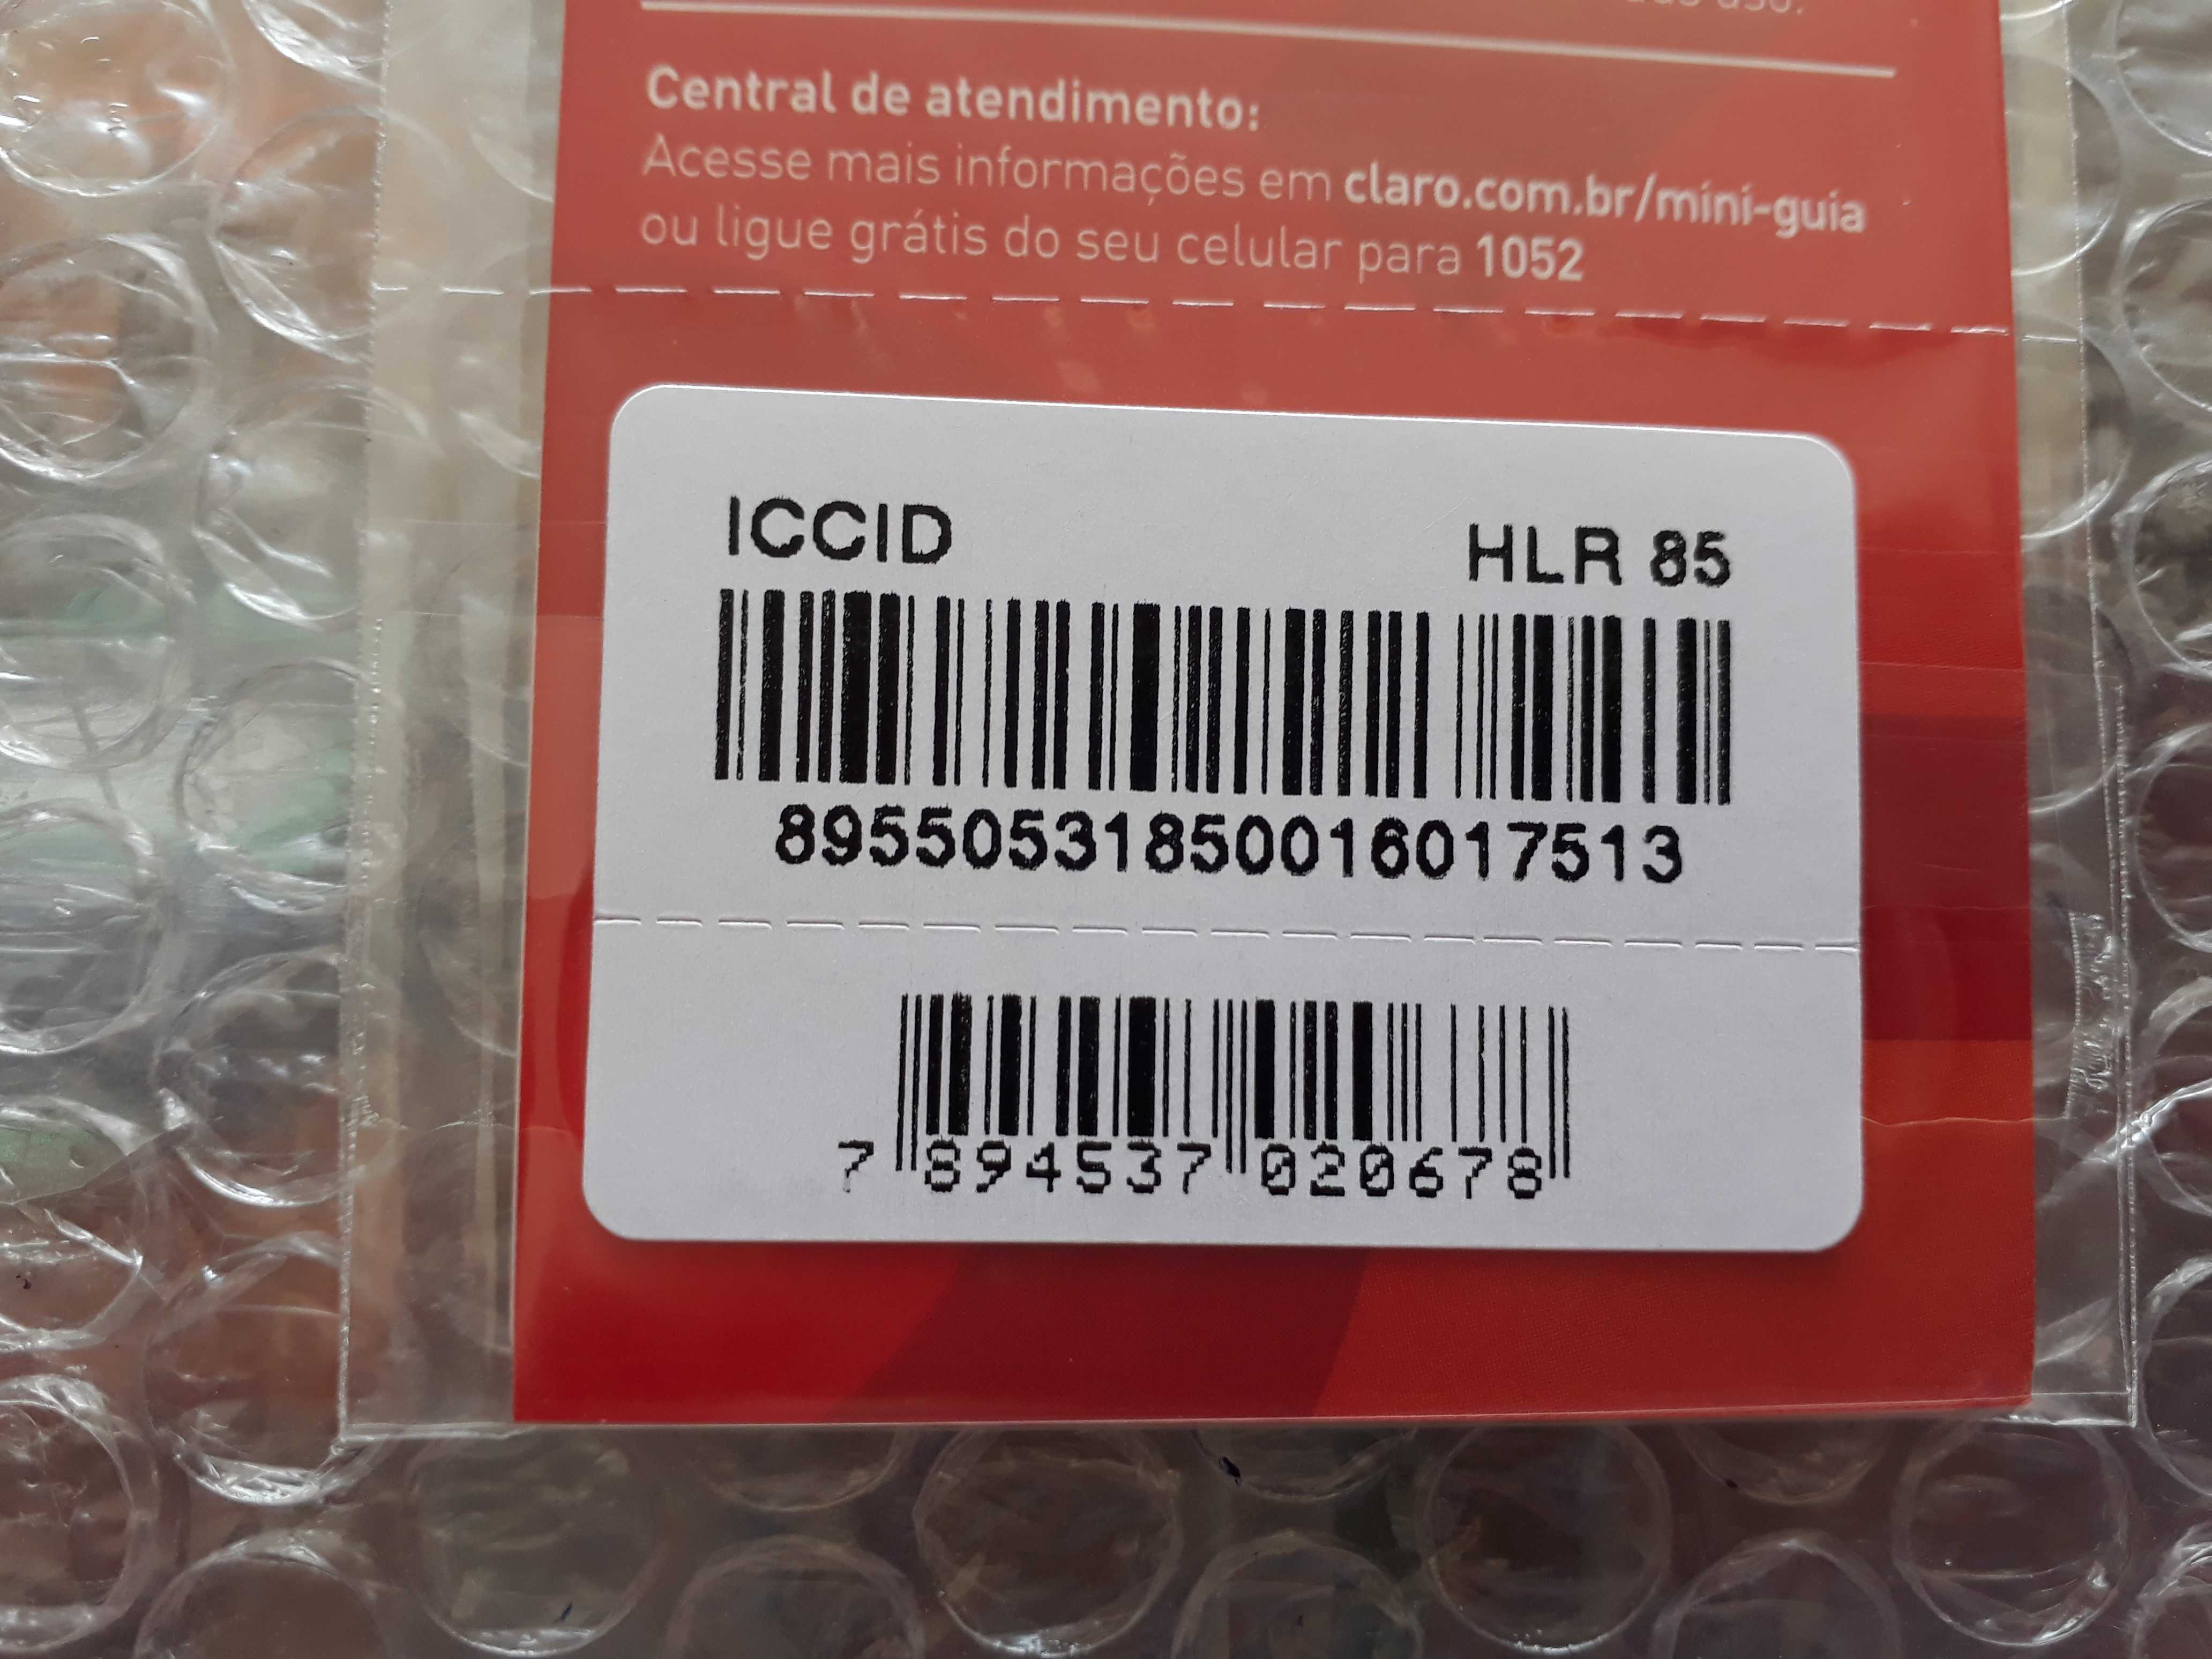 uso.
Central de atendimento:
Acesse mais informações em claro.com.br/mini-guia
ou ligue grátis do seu celular para 1052
ICCID HLR 85
89550531850016017513
7 894537 020678